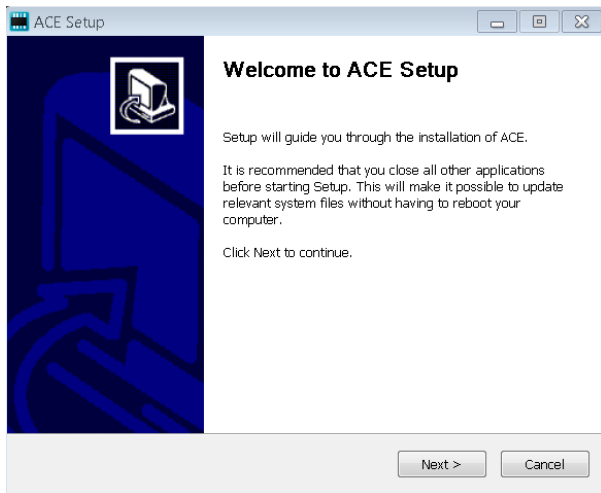 ACE Setup
Welcome to ACE Setup
Setup will guide you through the installation of ACE.
It is recommended that you close all other applications
before starting Setup. This will make it possible to update
relevant system files without having to reboot your
computer.
Click Next to continue.
Next >
Cancel